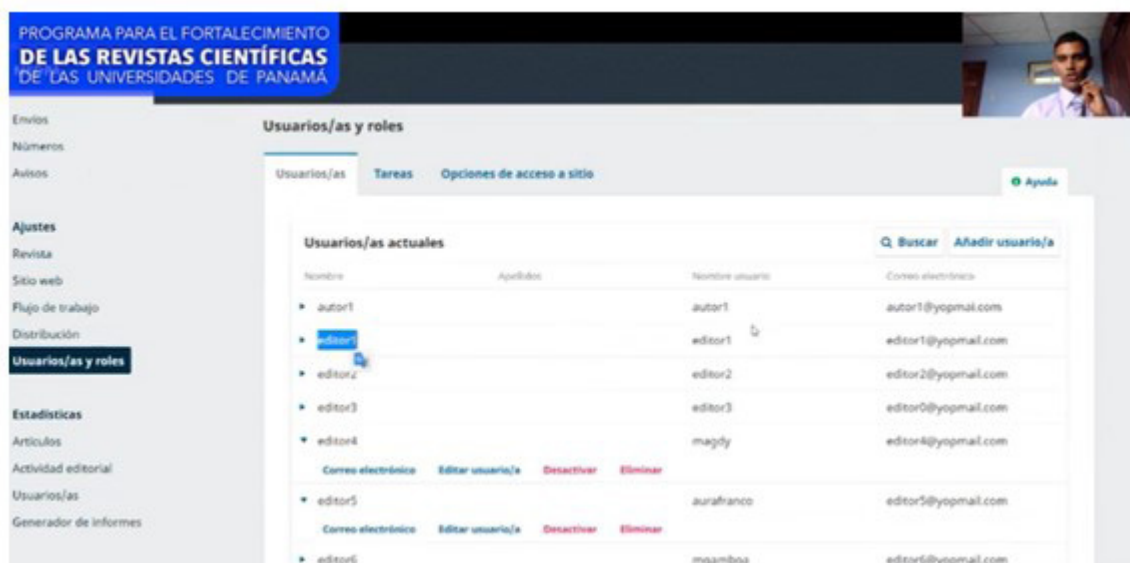 PROGRAMA PARA EL FORTALECIMIENTO
DE LAS REVISTAS CIENTÍFICAS
DE LAS UNIVERSIDADES DE PANAMÁ
Envíos
Números
Avisos
Ajustes
Revista
Sitio web
Flujo de trabajo
Distribución
Usuarios/as y roles
Estadísticas
Artículos
Actividad editorial
Usuarios/as
Generador de informes
Usuarios/as y roles
Usuarios/as Tareas Opciones de acceso a sitio
Ayuda
Usuarios/as actuales Buscar Añadir usuario/a
Nombre Apellidos Nombre usuario Correo electrónico
autor1 autor1 autor1@yopmai.com
editor1 editor1 editor1@yopmail.com
editor2 editor2 editor2@yopmail.com
editor3 editor3 editor0@yopmail.com
editor4 magdy editor4@yopmail.com
Correo electrónico Editar usuario/a Desactivar Eliminar
editor5 aurafranco editor5@yopmail.com
Correo electrónico Editar usuario/a Desactivar Eliminar
editor6 mgamboa editor6@yopmail.com